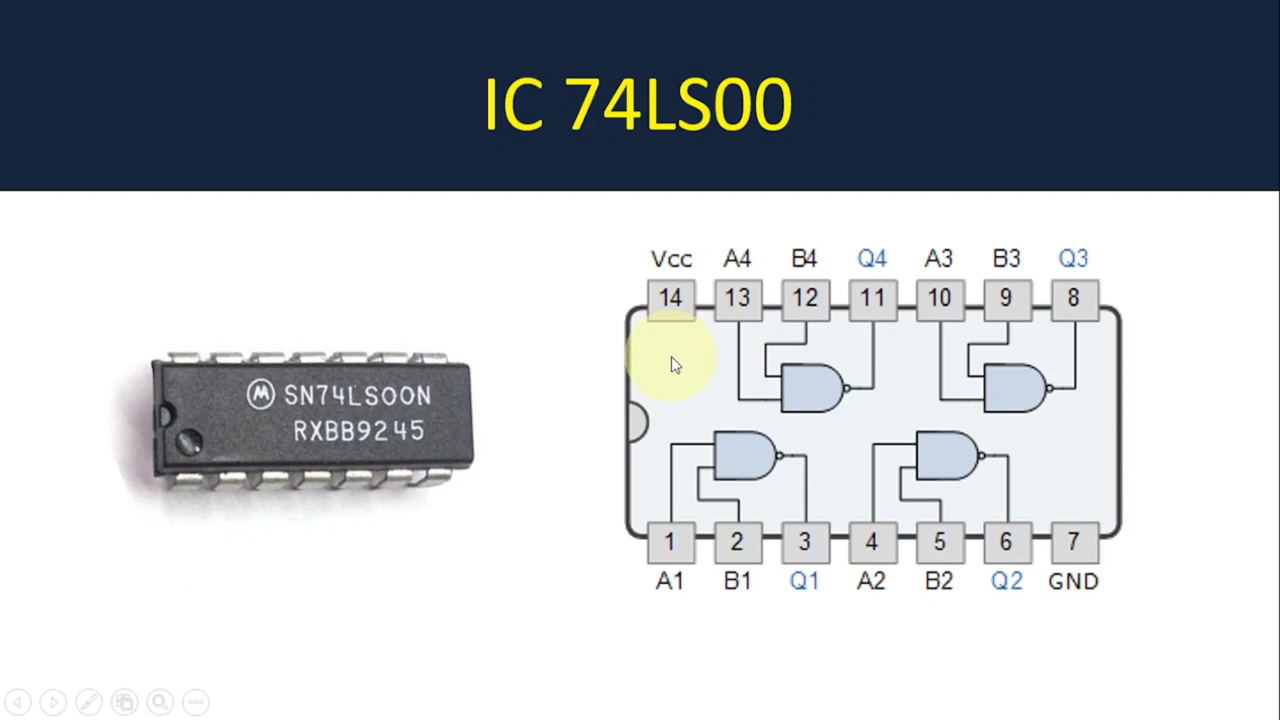 IC 74LS00
SN74LS00N
RXBB9245
Vcc A4 B4 Q4 A3 B3 Q3
14 13 12 11 10 9 8
1 2 3 4 5 6 7
A1 B1 Q1 A2 B2 Q2 GND